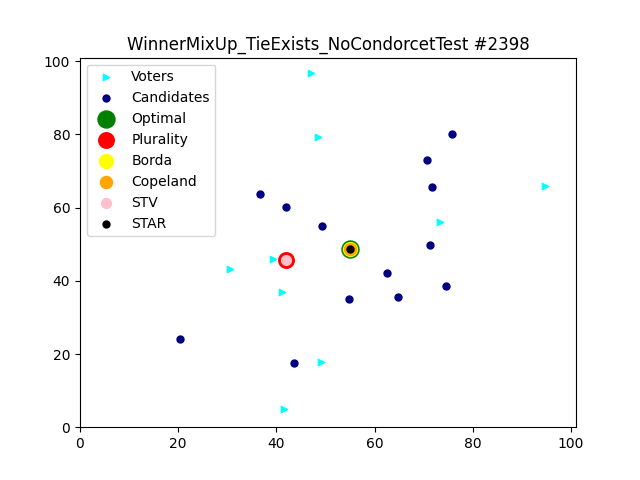 WinnerMixUp_TieExists_NoCondorcetTest #2398
Voters
Candidates
Optimal
Plurality
Borda
Copeland
STV
STAR
100
80
60
40
20
0
0 20 40 60 80 100